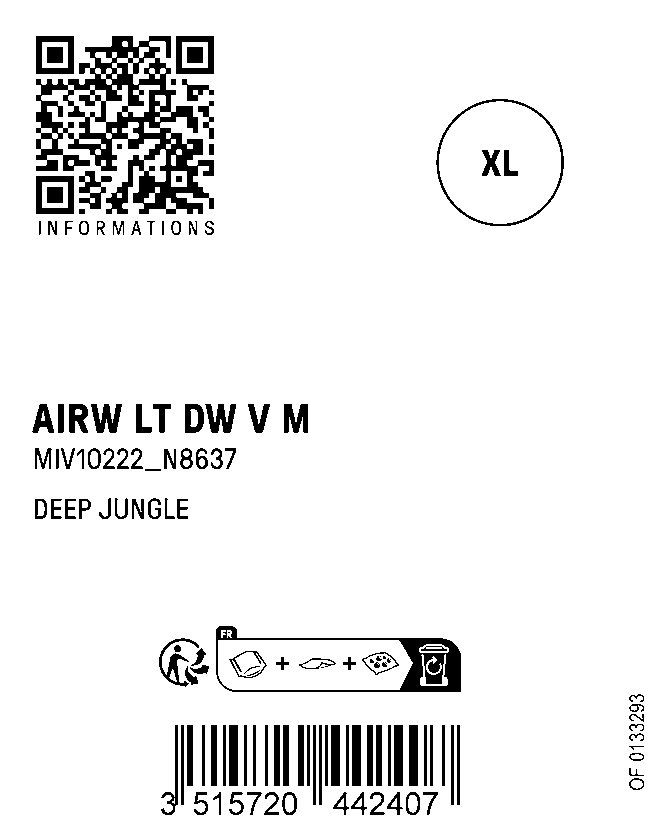 INFORMATIONS
XL
AIRW LT DW V M
MIV10222_N8637
DEEP JUNGLE
FR
3 515720 442407
OF 0133293